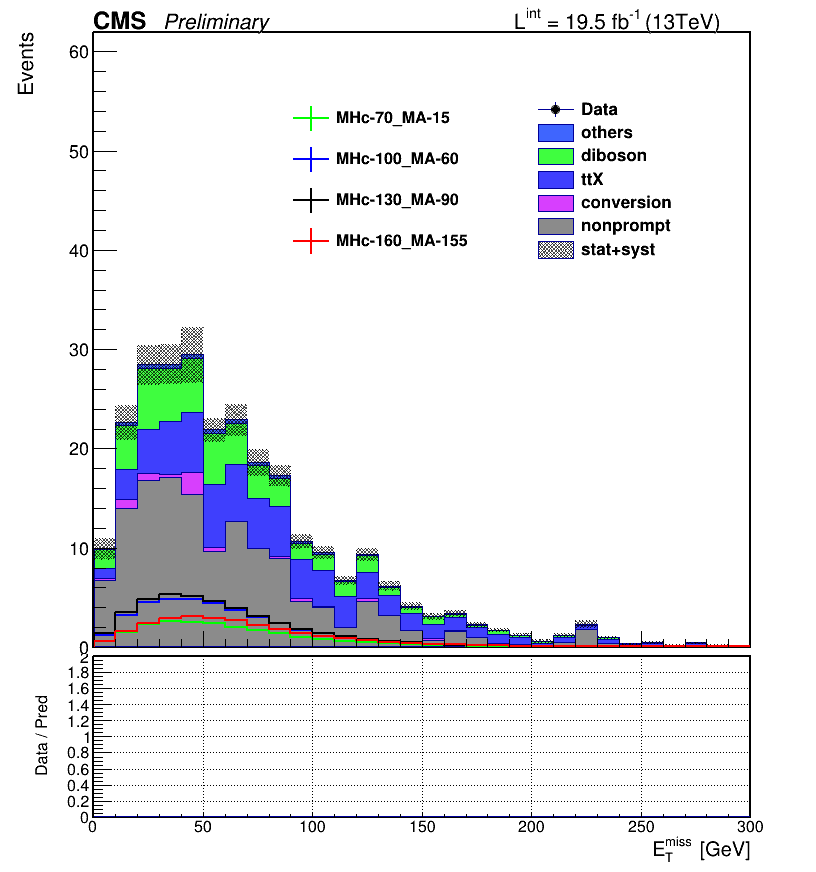 CMS Preliminary L^int = 19.5 fb^-1 (13TeV)
Events
60
50
40
30
20
10
0
MHc-70_MA-15
MHc-100_MA-60
MHc-130_MA-90
MHc-160_MA-155
Data
others
diboson
ttX
conversion
nonprompt
stat+syst
Data / Pred
2
1.8
1.6
1.4
1.2
1
0.8
0.6
0.4
0.2
0
0 50 100 150 200 250 300
E_T^miss [GeV]